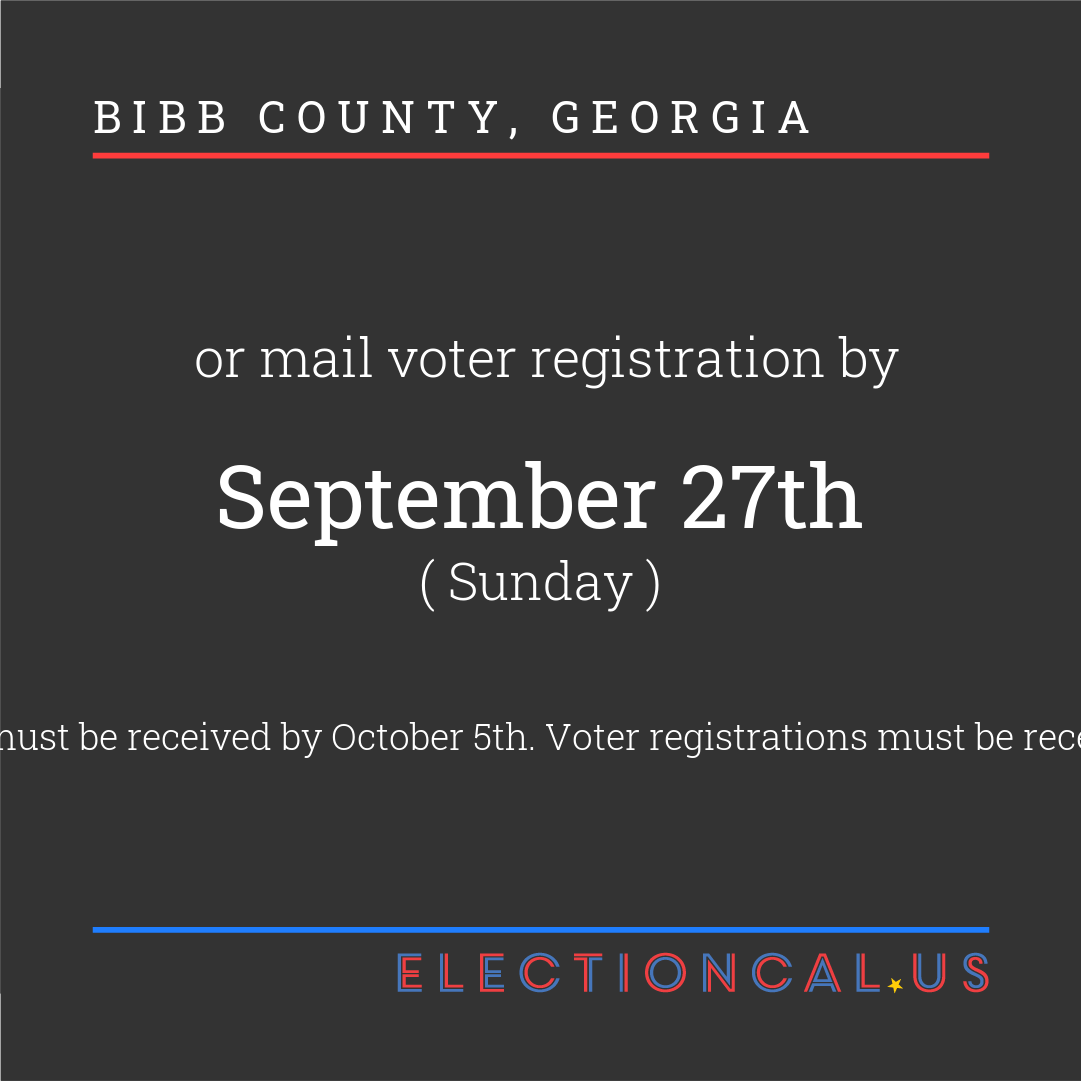 BIBB COUNTY, GEORGIA
or mail voter registration by
September 27th
( Sunday )
must be received by October 5th. Voter registrations must be
ELECTIONCAL.US